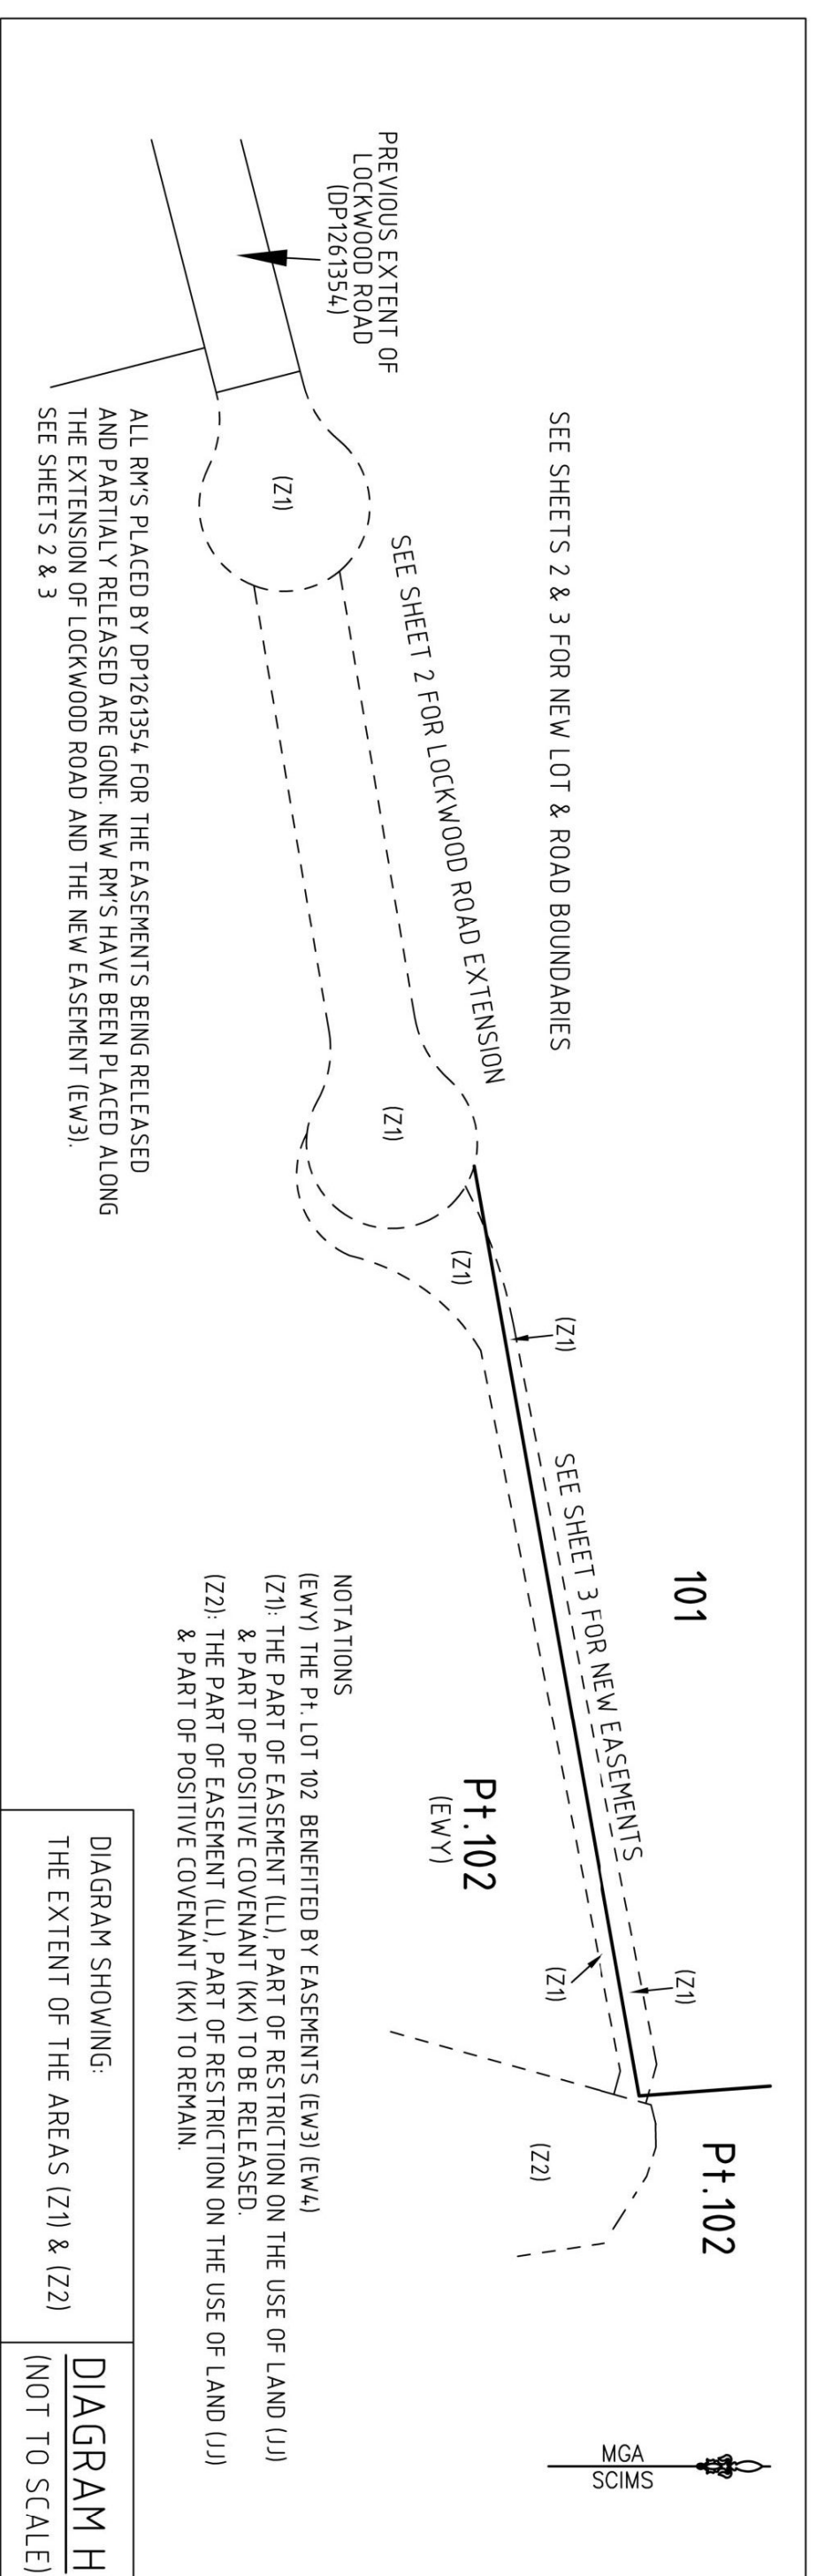 PREVIOUS EXTENT OF
LOCKWOOD ROAD
(DP1261354)
SEE SHEETS 2 & 3 FOR NEW LOT & ROAD BOUNDARIES
SEE SHEET 2 FOR LOCKWOOD ROAD EXTENSION
(Z1)
(Z1)
(Z1)
(Z1)
SEE SHEET 3 FOR NEW EASEMENTS
101
Pt.102
(EWY)
(Z1)
(Z1)
Pt.102
(Z2)
MGA
SCIMS
ALL RM'S PLACED BY DP1261354 FOR THE EASEMENTS BEING RELEASED
AND PARTIALY RELEASED ARE GONE. NEW RM'S HAVE BEEN PLACED ALONG
THE EXTENSION OF LOCKWOOD ROAD AND THE NEW EASEMENT (EW3).
SEE SHEETS 2 & 3
NOTATIONS
(EWY) THE Pt. LOT 102 BENEFITED BY EASEMENTS (EW3) (EW4)
(Z1): THE PART OF EASEMENT (LL), PART OF RESTRICTION ON THE USE OF LAND (JJ)
& PART OF POSITIVE COVENANT (KK) TO BE RELEASED.
(Z2): THE PART OF EASEMENT (LL), PART OF RESTRICTION ON THE USE OF LAND (JJ)
& PART OF POSITIVE COVENANT (KK) TO REMAIN.
DIAGRAM SHOWING:
THE EXTENT OF THE AREAS (Z1) & (Z2)
DIAGRAM H
(NOT TO SCALE)